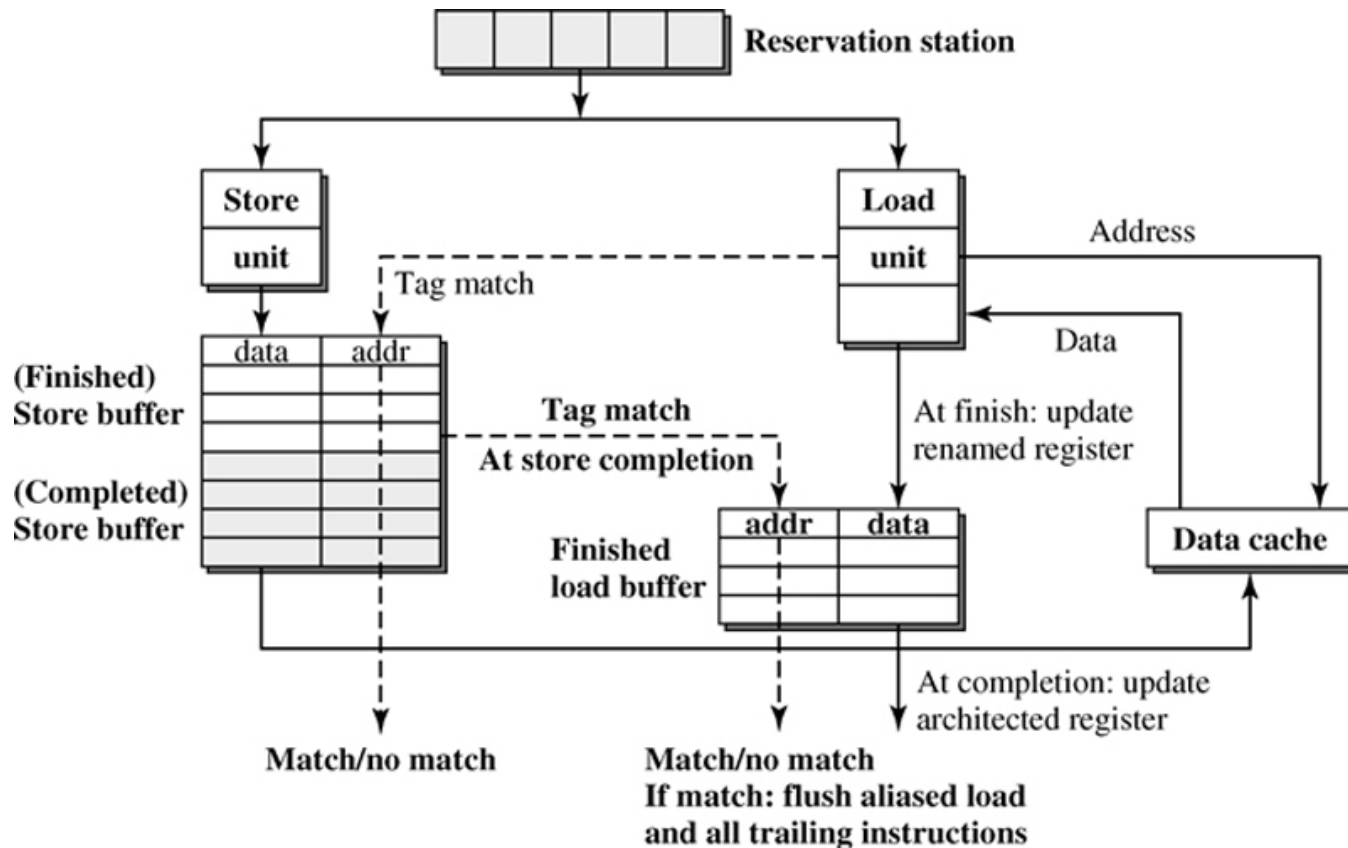 Reservation station
Store
unit
Load
unit
Address
Tag match
Data
data addr
(Finished)
Store buffer
Tag match
At store completion
At finish: update
renamed register
(Completed)
Store buffer
addr data
Finished
load buffer
Data cache
At completion: update
architected register
Match/no match
Match/no match
If match: flush aliased load
and all trailing instructions